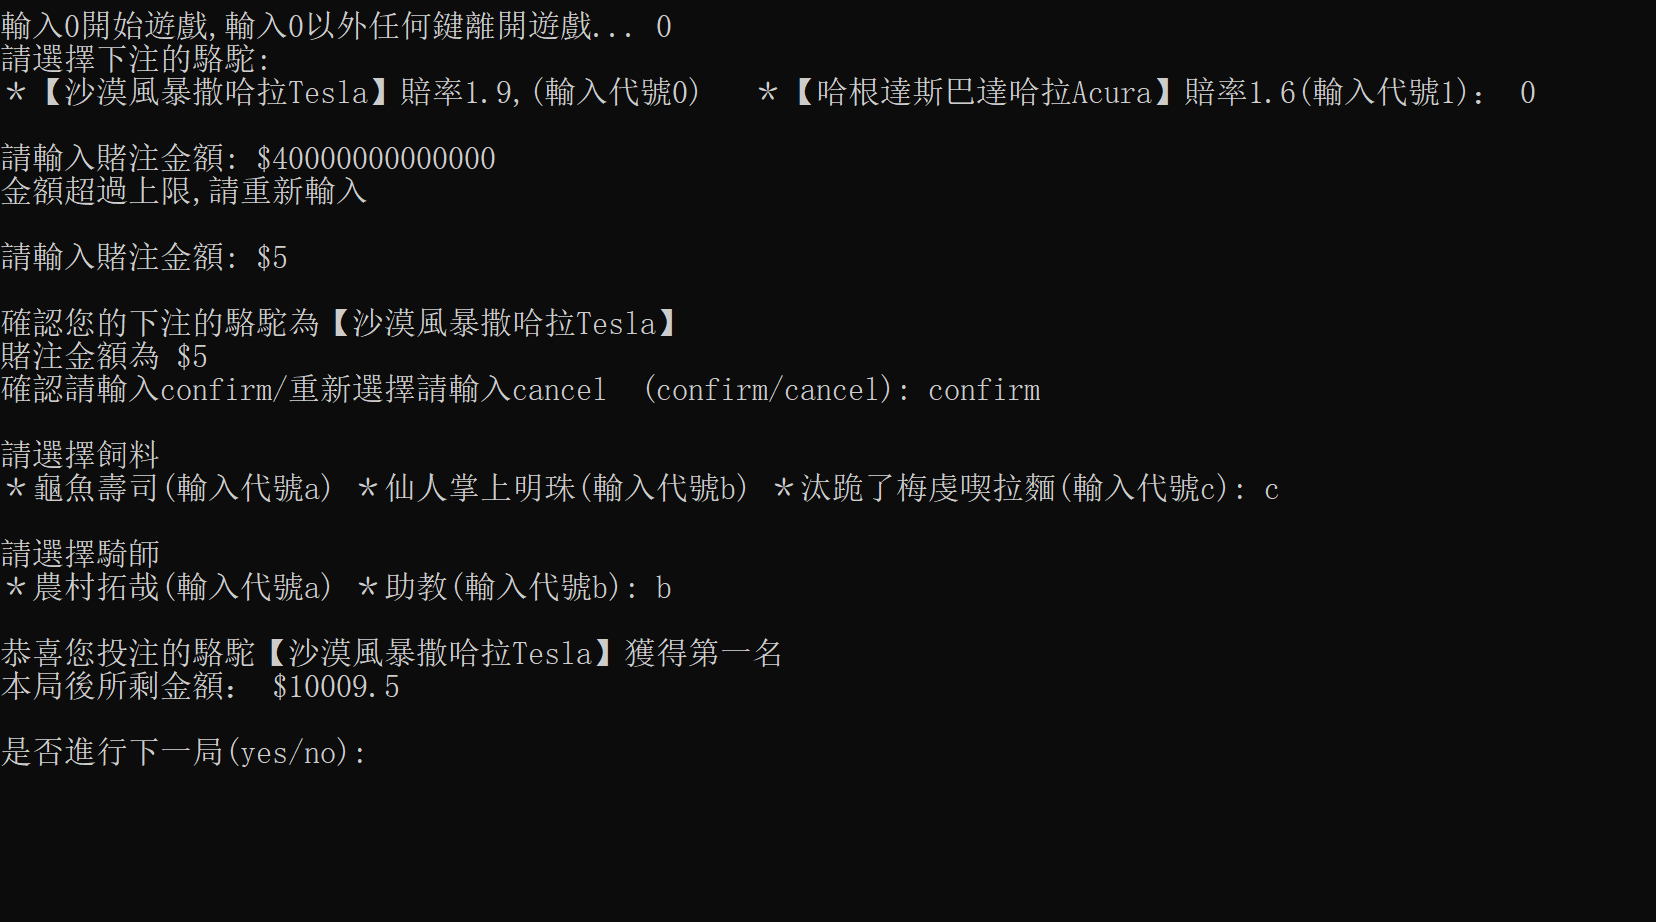 輸入0開始遊戲,輸入0以外任何鍵離開遊戲... 0
請選擇下注的駱駝:
＊【沙漠風暴撒哈拉Tesla】賠率1.9,(輸入代號0)   ＊【哈根達斯巴達哈拉Acura】賠率1.6(輸入代號1)： 0
請輸入賭注金額: $40000000000000
金額超過上限,請重新輸入
請輸入賭注金額: $5
確認您的下注的駱駝為【沙漠風暴撒哈拉Tesla】
賭注金額為 $5
確認請輸入confirm/重新選擇請輸入cancel  (confirm/cancel): confirm
請選擇飼料
＊龜魚壽司(輸入代號a) ＊仙人掌上明珠(輸入代號b) ＊汰跪了梅虔喫拉麵(輸入代號c): c
請選擇騎師
＊農村拓哉(輸入代號a) ＊助教(輸入代號b): b
恭喜您投注的駱駝【沙漠風暴撒哈拉Tesla】獲得第一名
本局後所剩金額： $10009.5
是否進行下一局(yes/no):